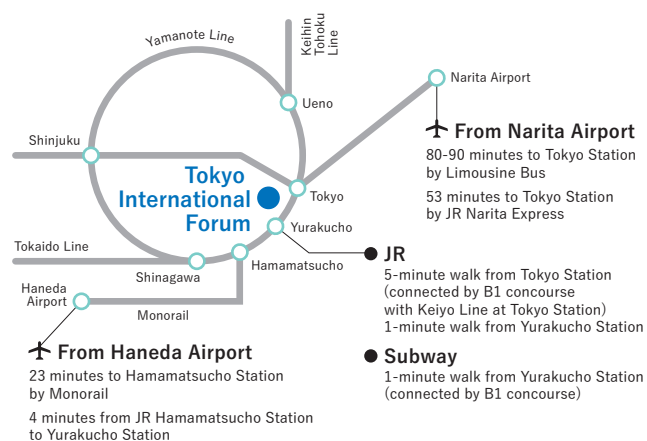 Yamanote Line
Keihin
Tohoku
Line
Ueno
Narita Airport
Shinjuku
Tokyo
International
Forum
Tokyo
Yurakucho
Tokaido Line
Shinagawa
Hamamatsucho
Haneda
Airport
Monorail
From Narita Airport
80-90 minutes to Tokyo Station
by Limousine Bus
53 minutes to Tokyo Station
by JR Narita Express
JR
5-minute walk from Tokyo Station
(connected by B1 concourse
with Keiyo Line at Tokyo Station)
1-minute walk from Yurakucho Station
Subway
1-minute walk from Yurakucho Station
(connected by B1 concourse)
From Haneda Airport
23 minutes to Hamamatsucho Station
by Monorail
4 minutes from JR Hamamatsucho Station
to Yurakucho Station